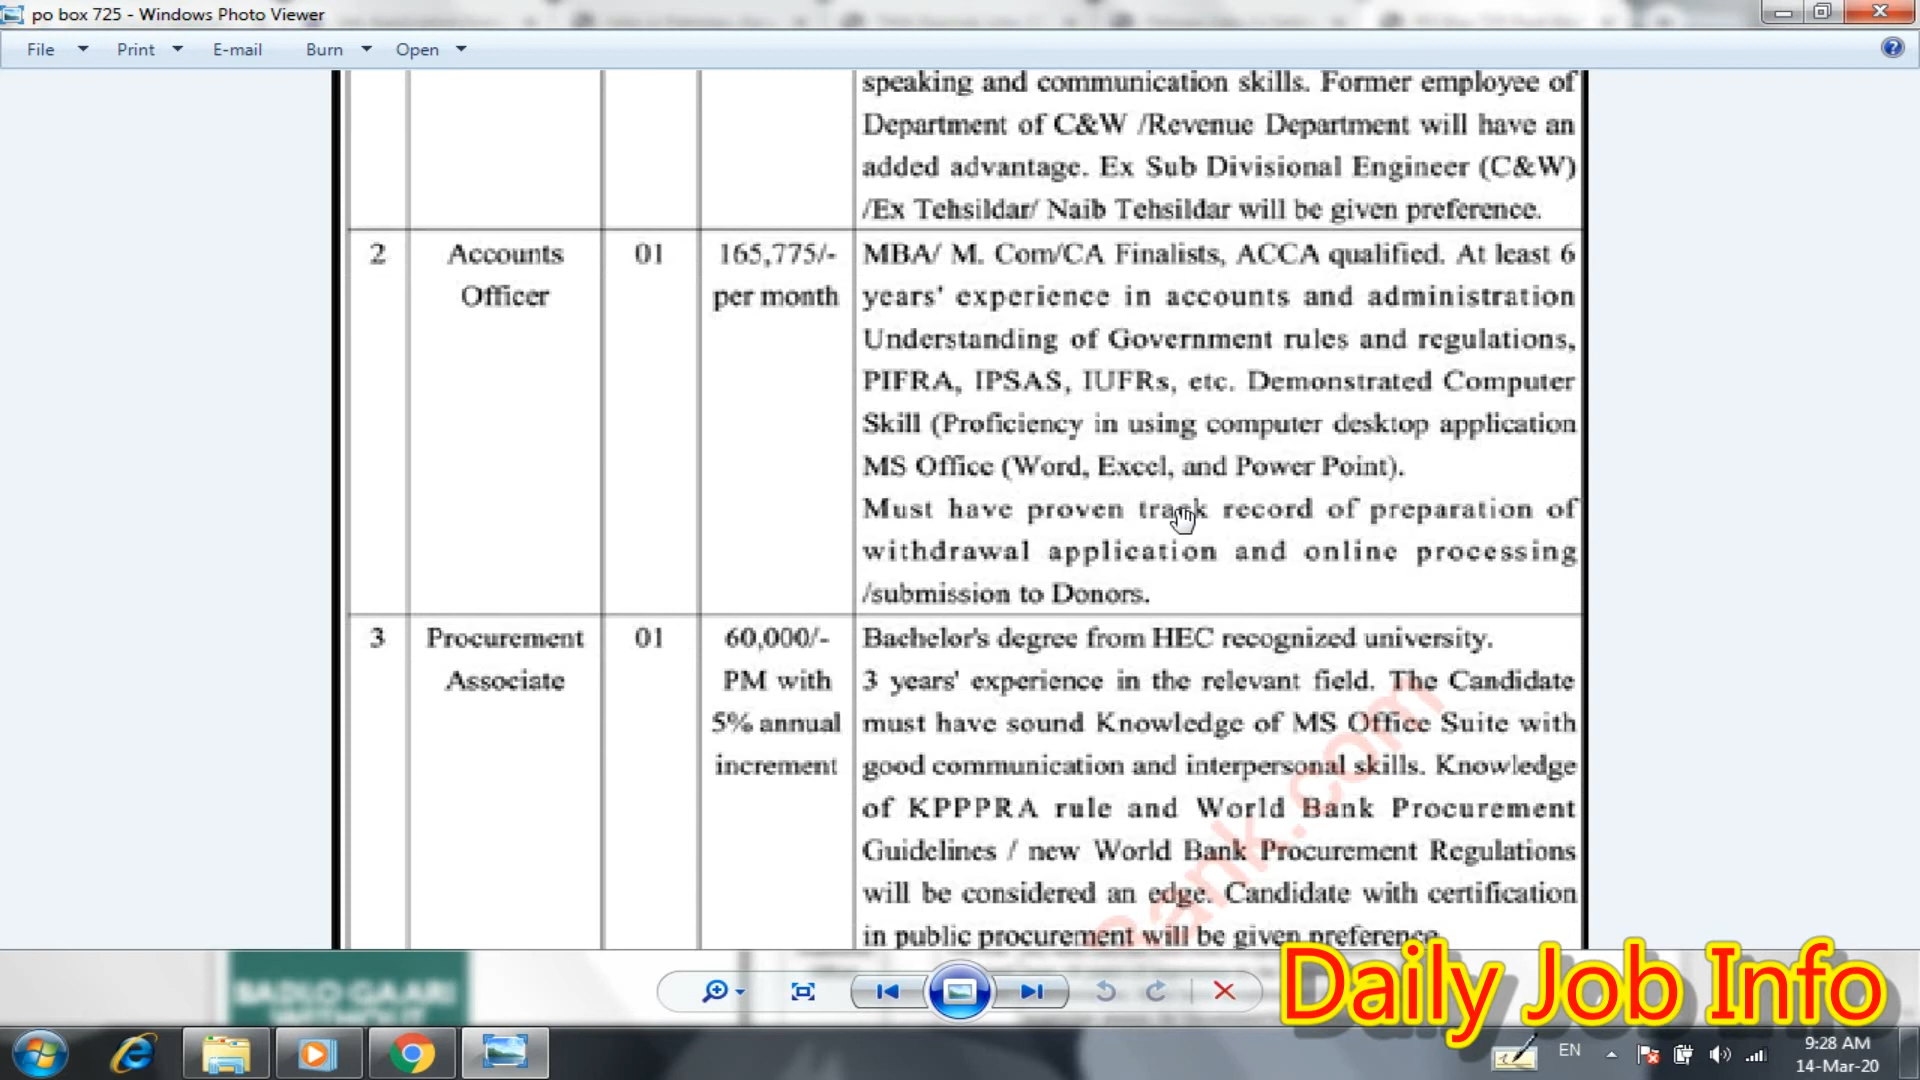 po box 725 - Windows Photo Viewer
File Print E-mail Burn Open
speaking and communication skills. Former employee of
Department of C&W /Revenue Department will have an
added advantage. Ex Sub Divisional Engineer (C&W)
/Ex Tehsildar/ Naib Tehsildar will be given preference.
2 Accounts 01 165,775/- MBA/ M. Com/CA Finalists, ACCA qualified. At least 6
Officer per month years' experience in accounts and administration
Understanding of Government rules and regulations,
PIFRA, IPSAS, IUFRs, etc. Demonstrated Computer
Skill (Proficiency in using computer desktop application
MS Office (Word, Excel, and Power Point).
Must have proven track record of preparation of
withdrawal application and online processing
/submission to Donors.
3 Procurement 01 60,000/- Bachelor's degree from HEC recognized university.
Associate PM with 3 years' experience in the relevant field. The Candidate
5% annual must have sound Knowledge of MS Office Suite with
increment good communication and interpersonal skills. Knowledge
of KPPPRA rule and World Bank Procurement
Guidelines / new World Bank Procurement Regulations
will be considered an edge. Candidate with certification
in public procurement will be given preference.
BADLO GAARI
Daily Job Info
EN
9:28 AM
14-Mar-20